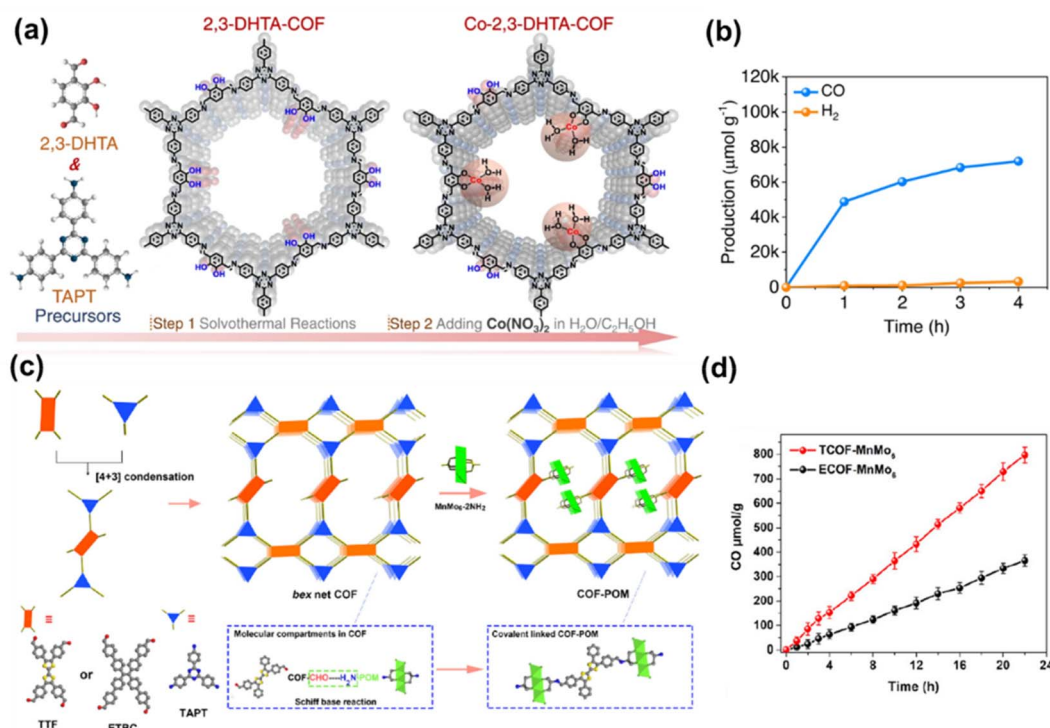 (a)
2,3-DHTA-COF
Co-2,3-DHTA-COF
2,3-DHTA
&
TAPT
Precursors
Step 1 Solvothermal Reactions
Step 2 Adding Co(NO3)2 in H2O/C2H5OH
(b)
CO
H2
Production (μmol g-1)
120k
100k
80k
60k
40k
20k
0
0 1 2 3 4
Time (h)
(c)
[4+3] condensation
MnMo6-2NH2
bex net COF
COF-POM
Molecular compartments in COF
COF-CHO----H2N-POM
Schiff base reaction
Covalent linked COF-POM
or
TTF
TAPT
(d)
TCOF-MnMo6
ECOF-MnMo6
CO μmol/g
800
700
600
500
400
300
200
100
0
0 4 8 12 16 20 24
Time (h)